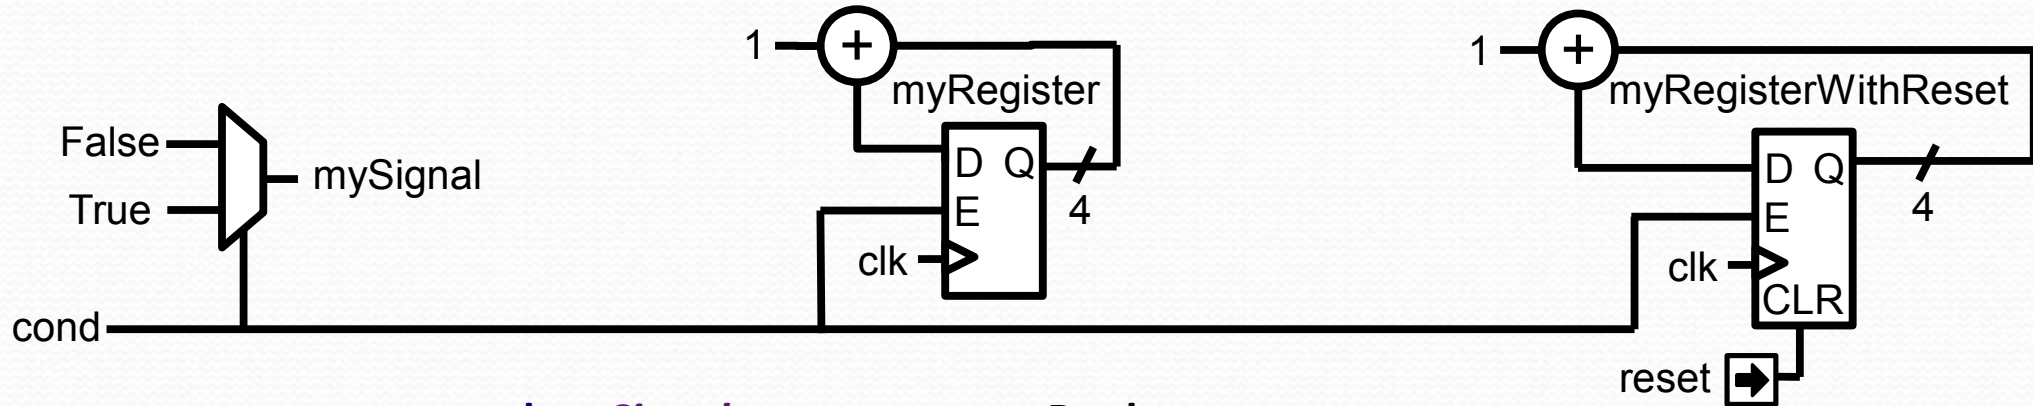 1
+
myRegister
D Q
E
4
clk
1
+
myRegisterWithReset
D Q
E
4
clk
CLR
reset
False
True
mySignal
cond